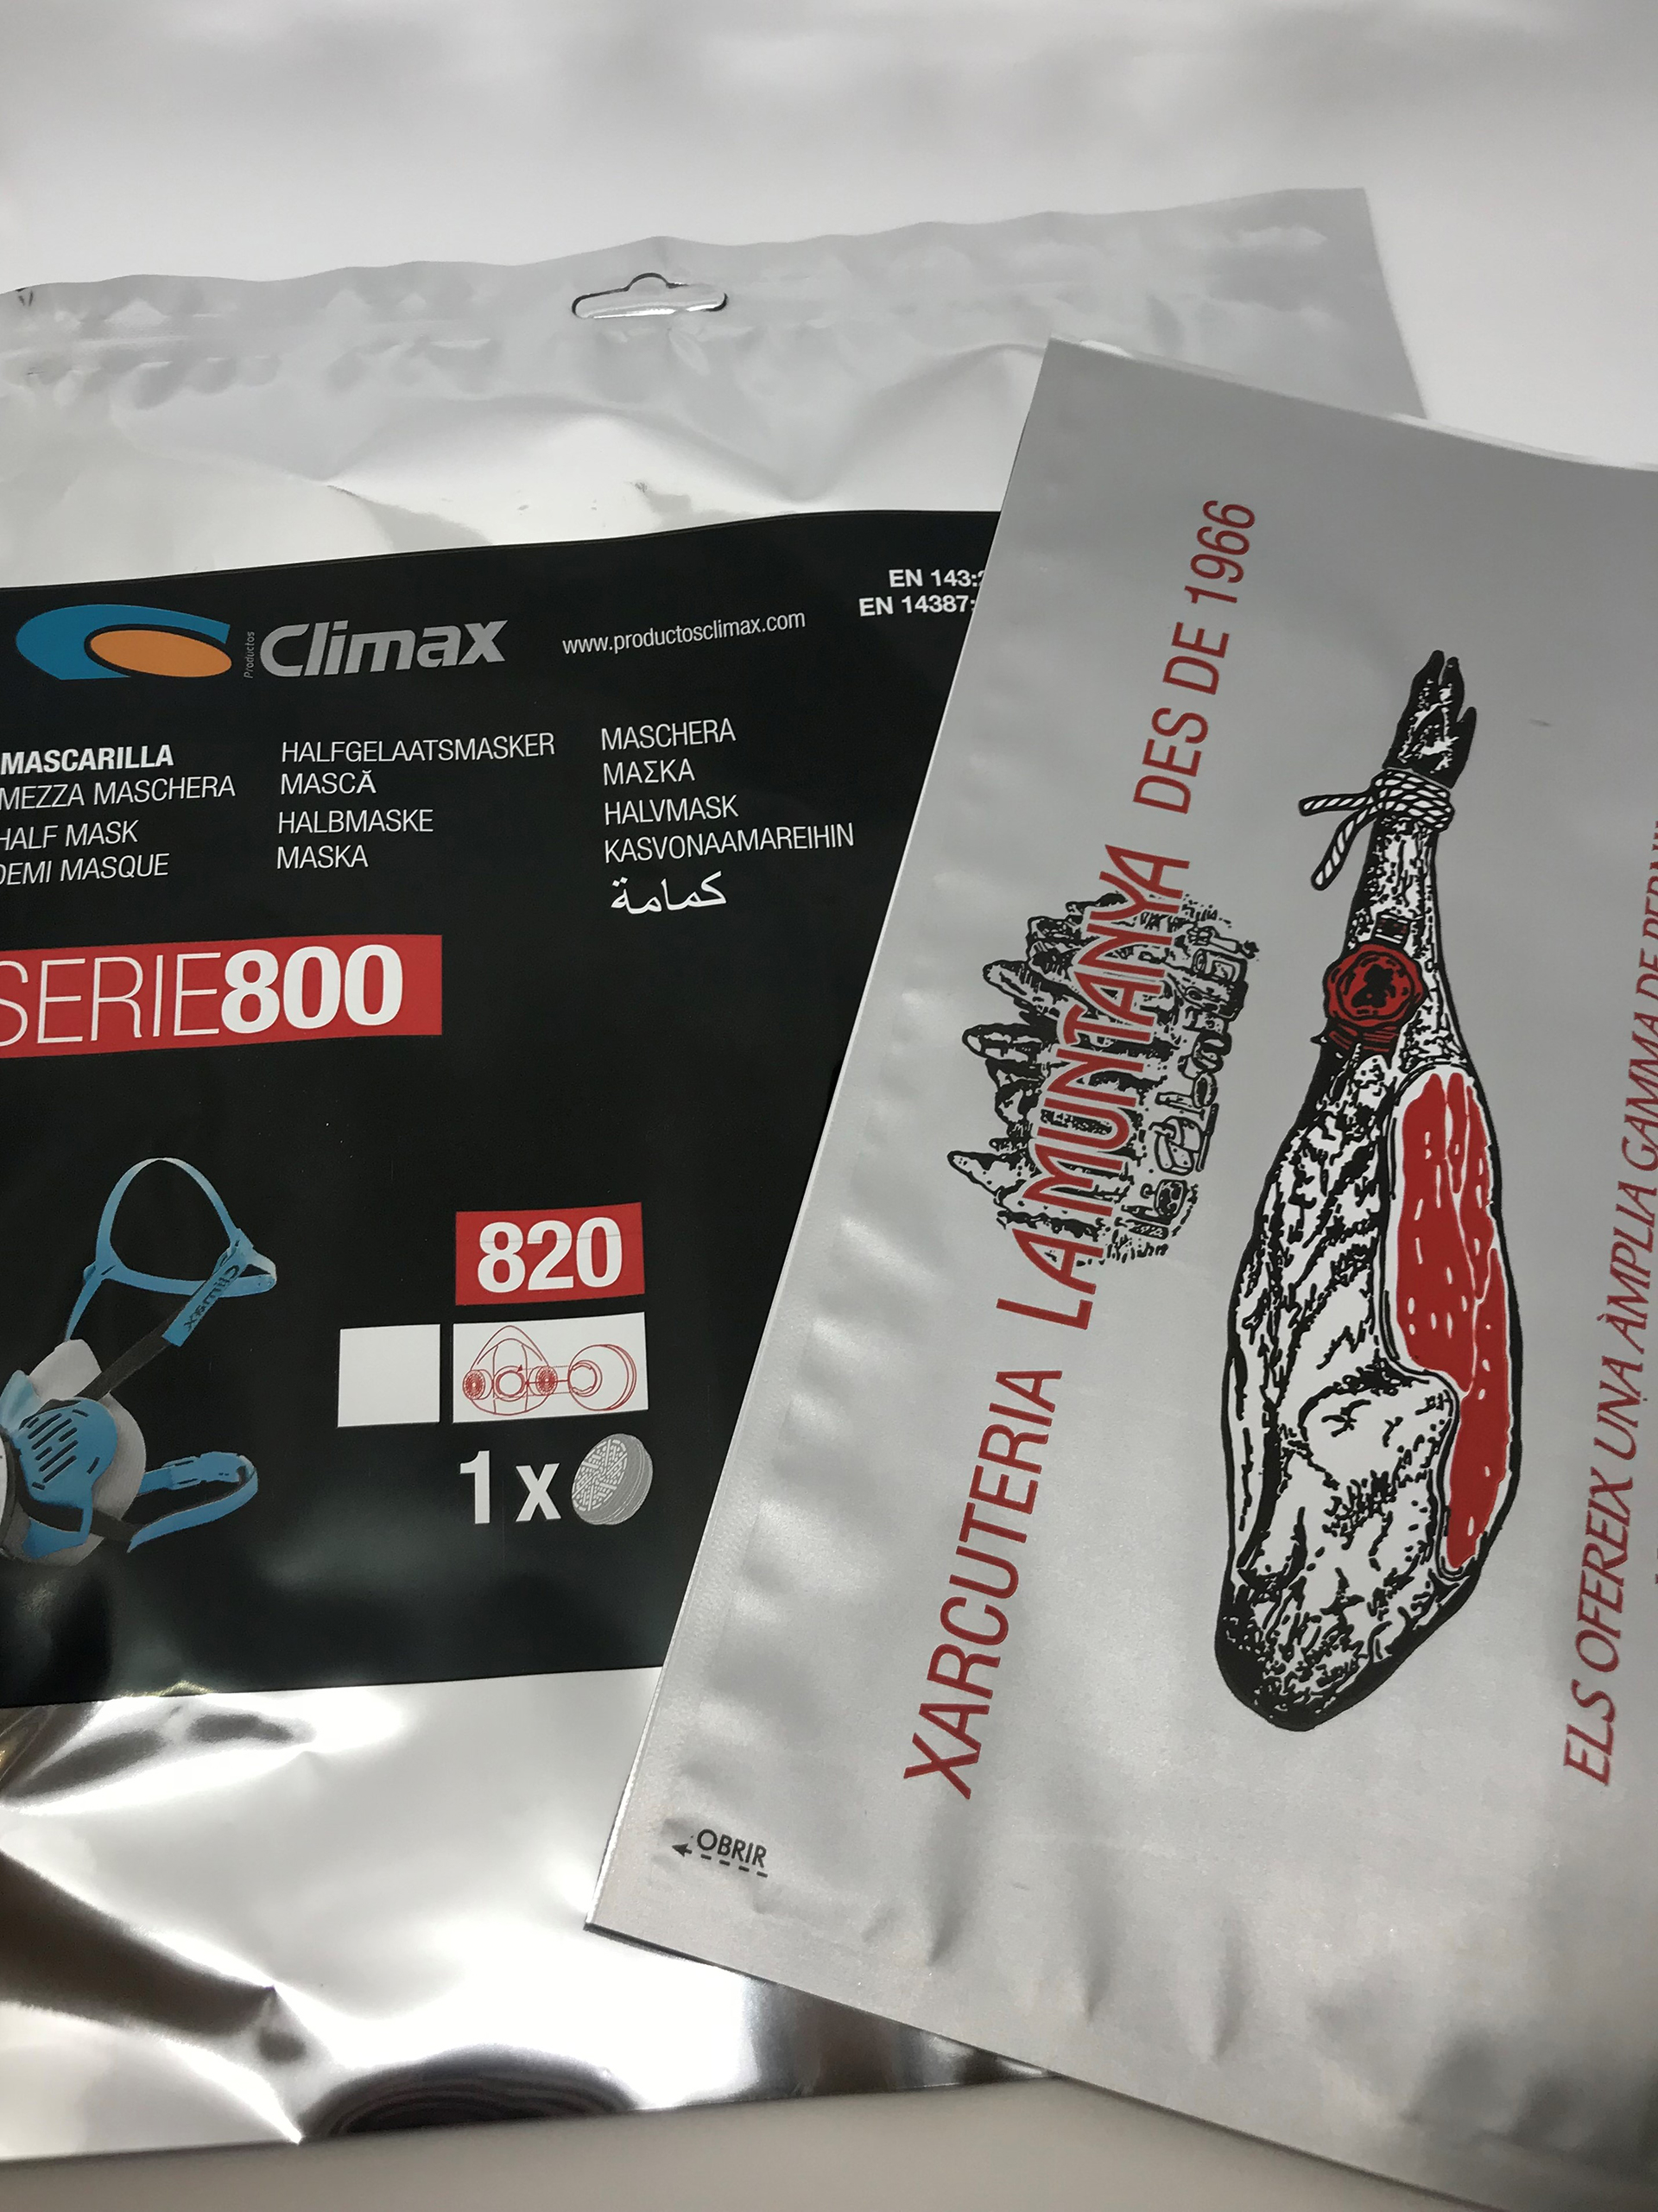 Productos Climax
www.productosclimax.com
EN 143:
EN 14387:
MASCARILLA
MEZZA MASCHERA
HALF MASK
DEMI MASQUE
HALFGELAATSMASKER
MASCĂ
HALBMASKE
MASKA
MASCHERA
ΜΑΣΚΑ
HALVMASK
KASVONAAMAREIHIN
كمامة
SERIE800
Climax
820
1 x
XARCUTERIA LA MUNTANYA DES DE 1966
ELS OFEREIX UNA ÀMPLIA GAMMA DE
OBRIR